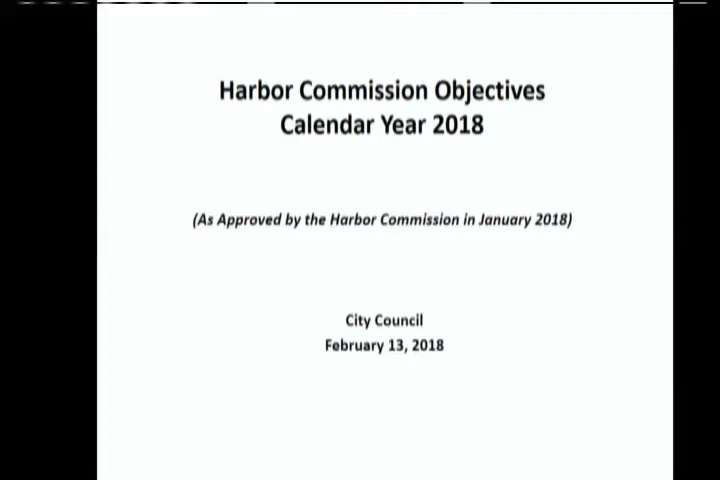 Harbor Commission Objectives
Calendar Year 2018
(As Approved by the Harbor Commission in January 2018)
City Council
February 13, 2018